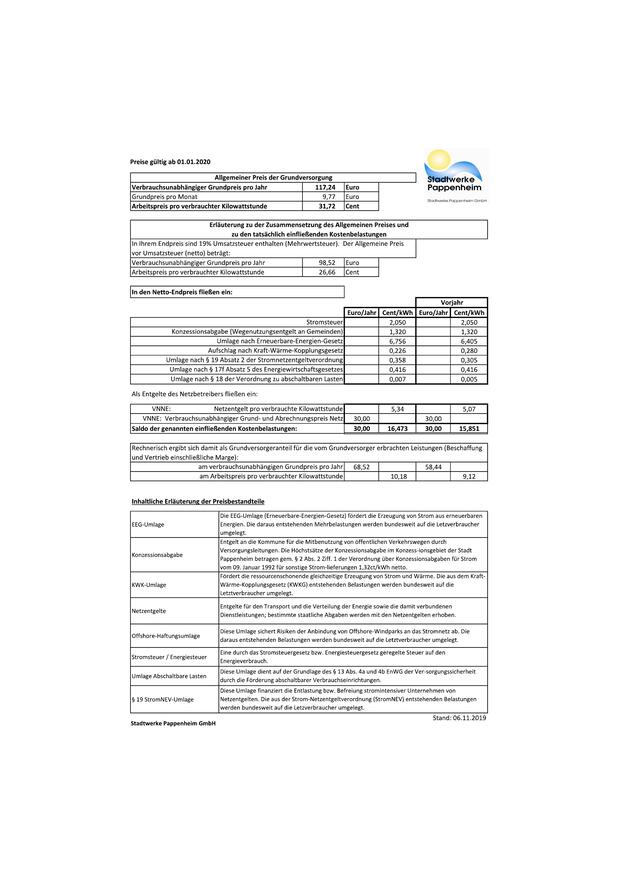 Preise gültig ab 01.01.2020
Stadtwerke
Pappenheim
Stadtwerke Pappenheim GmbH
Allgemeiner Preis der Grundversorgung
Verbrauchsunabhängiger Grundpreis pro Jahr 117,24 Euro
Grundpreis pro Monat 9,77 Euro
Arbeitspreis pro verbrauchter Kilowattstunde 31,72 Cent
Erläuterung zu der Zusammensetzung des Allgemeinen Preises und
zu den tatsächlich einfließenden Kostenbelastungen
In Ihrem Endpreis sind 19% Umsatzsteuer enthalten (Mehrwertsteuer). Der Allgemeine Preis
vor Umsatzsteuer (netto) beträgt:
Verbrauchsunabhängiger Grundpreis pro Jahr 98,52 Euro
Arbeitspreis pro verbrauchter Kilowattstunde 26,66 Cent
In den Netto-Endpreis fließen ein:
Vorjahr
Euro/Jahr Cent/kWh Euro/Jahr Cent/kWh
Stromsteuer 2,050 2,050
Konzessionsabgabe (Wegenutzungsentgelt an Gemeinden) 1,320 1,320
Umlage nach Erneuerbare-Energien-Gesetz 6,756 6,405
Aufschlag nach Kraft-Wärme-Kopplungsgesetz 0,226 0,280
Umlage nach § 19 Absatz 2 der Stromnetzentgeltverordnung 0,358 0,305
Umlage nach § 17f Absatz 5 des Energiewirtschaftsgesetzes 0,416 0,416
Umlage nach § 18 der Verordnung zu abschaltbaren Lasten 0,007 0,005
Als Entgelte des Netzbetreibers fließen ein:
VNNE: Netzentgelt pro verbrauchte Kilowattstunde 5,34 5,07
VNNE: Verbrauchsunabhängiger Grund- und Abrechnungspreis Netz 30,00 30,00
Saldo der genannten einfließenden Kostenbelastungen: 30,00 16,473 30,00 15,851
Rechnerisch ergibt sich damit als Grundversorgeranteil für die vom Grundversorger erbrachten Leistungen (Beschaffung
und Vertrieb einschließliche Marge):
am verbrauchsunabhängigen Grundpreis pro Jahr 68,52 58,44
am Arbeitspreis pro verbrauchter Kilowattstunde 10,18 9,12
Inhaltliche Erläuterung der Preisbestandteile
EEG-Umlage
Die EEG-Umlage (Erneuerbare-Energien-Gesetz) fördert die Erzeugung von Strom aus erneuerbaren
Energien. Die daraus entstehenden Mehrbelastungen werden bundesweit auf die Letzverbraucher
umgelegt.
Konzessionsabgabe
Entgelt an die Kommune für die Mitbenutzung von öffentlichen Verkehrswegen durch
Versorgungsleitungen. Die Höchstsätze der Konzessionsabgabe im Konzess-ionsgebiet der Stadt
Pappenheim betragen gem. § 2 Abs. 2 Ziff. 1 der Verordnung über Konzessionsabgaben für Strom
vom 09. Januar 1992 für sonstige Strom-lieferungen 1,32ct/kWh netto.
KWK-Umlage
Fördert die ressourcenschonende gleichzeitige Erzeugung von Strom und Wärme. Die aus dem Kraft-
Wärme-Kopplungsgesetz (KWKG) entstehenden Belastungen werden bundesweit auf die
Letztverbraucher umgelegt.
Netzentgelte
Entgelte für den Transport und die Verteilung der Energie sowie die damit verbundenen
Dienstleistungen; bestimmte staatliche Abgaben werden mit den Netzentgelten erhoben.
Offshore-Haftungsumlage
Diese Umlage sichert Risiken der Anbindung von Offshore-Windparks an das Stromnetz ab. Die
daraus entstehenden Belastungen werden bundesweit auf die Letzverbraucher umgelegt.
Stromsteuer / Energiesteuer
Eine durch das Stromsteuergesetz bzw. Energiesteuergesetz geregelte Steuer auf den
Energieverbrauch.
Umlage Abschaltbare Lasten
Diese Umlage dient auf der Grundlage des § 13 Abs. 4a und 4b EnWG der Ver-sorgungssicherheit
durch die Förderung abschaltbarer Verbrauchseinrichtungen.
§ 19 StromNEV-Umlage
Diese Umlage finanziert die Entlastung bzw. Befreiung stromintensiver Unternehmen von
Netzentgelten. Die aus der Strom-Netzentgeltverordnung (StromNEV) entstehenden Belastungen
werden bundesweit auf die Letzverbraucher umgelegt.
Stand: 06.11.2019
Stadtwerke Pappenheim GmbH